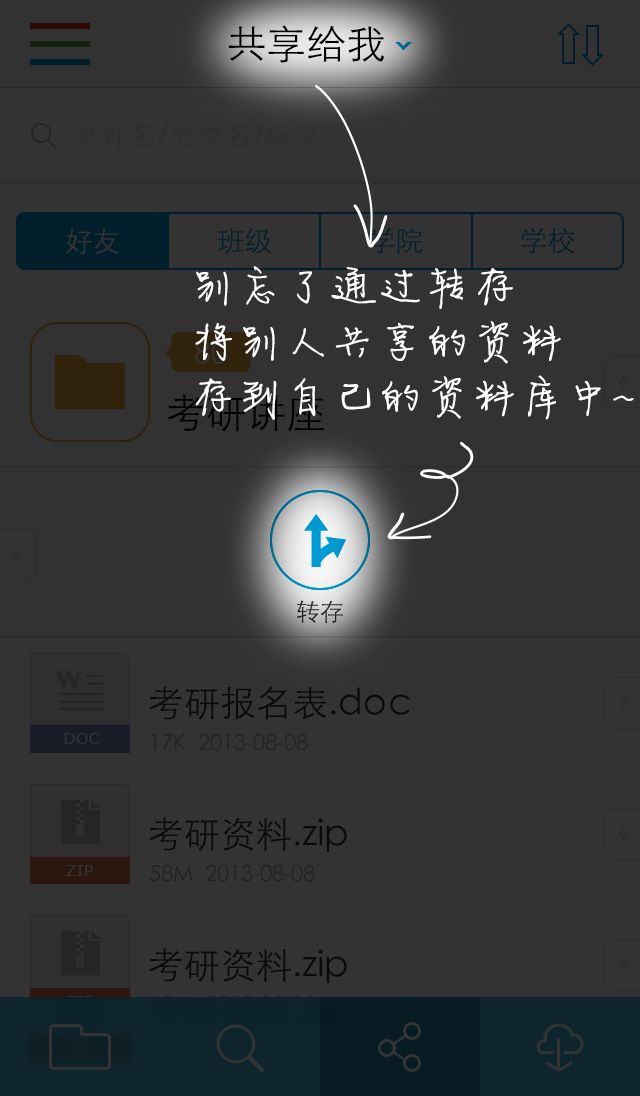 共享给我
文件名/分类名/标签
好友 班级 学院 学校
别忘了通过转存
将别人共享的资料
存到自己的资料库中~
考研讲座
转存
考研报名表.doc
DOC
17K 2013-08-08
考研资料.zip
ZIP
58M 2013-08-08
考研资料.zip